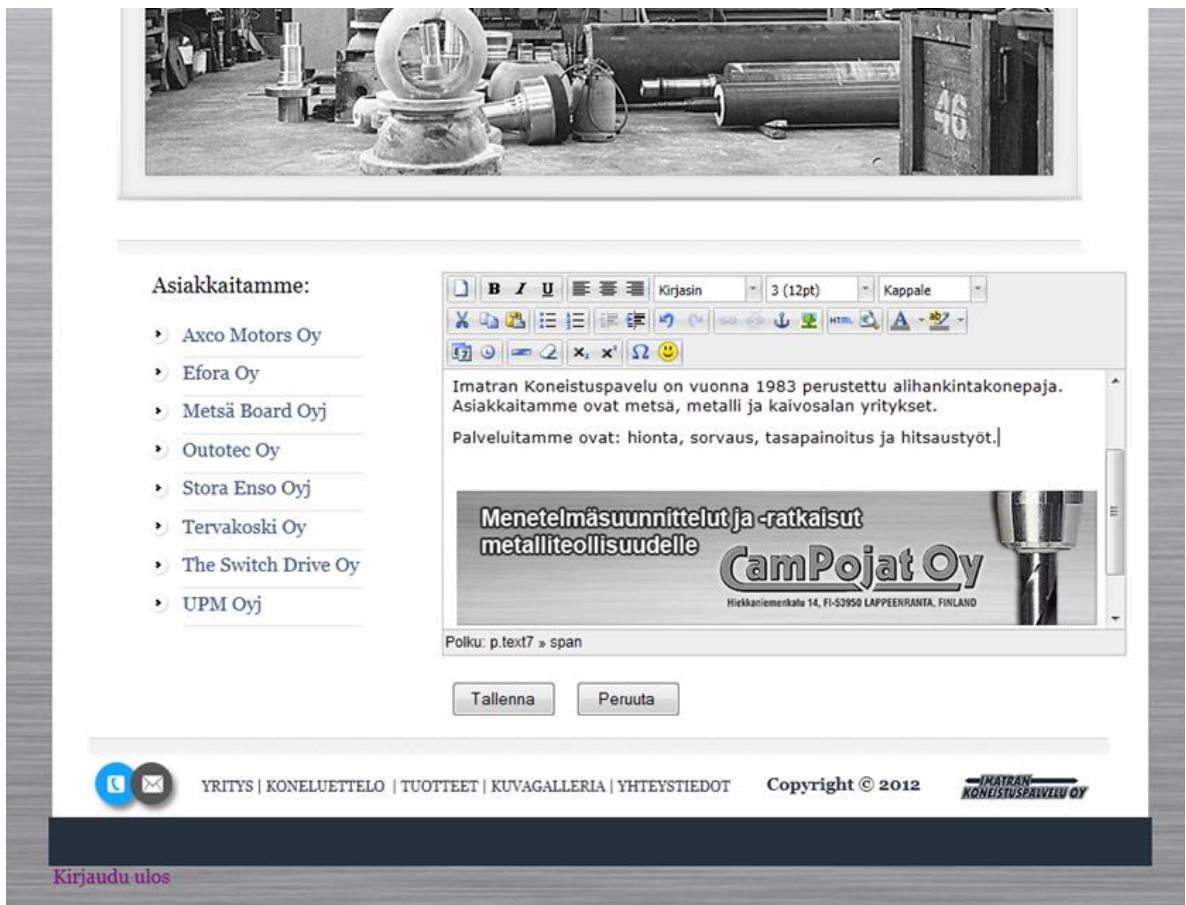 46
Asiakkaitamme:
Axco Motors Oy
Efora Oy
Metsä Board Oyj
Outotec Oy
Stora Enso Oyj
Tervakoski Oy
The Switch Drive Oy
UPM Oyj
B I U Kirjasin 3 (12pt) Kappale
HTML A ab
x₂ x² Ω
Imatran Koneistuspavelu on vuonna 1983 perustettu alihankintakonepaja.
Asiakkaitamme ovat metsä, metalli ja kaivosalan yritykset.
Palveluitamme ovat: hionta, sorvaus, tasapainoitus ja hitsaustyöt.
Menetelmäsuunnittelut ja -ratkaisut
metalliteollisuudelle
CamPojat Oy
Hiekkaniemenkatu 14, FI-53950 LAPPEENRANTA, FINLAND
Polku: p.text7 » span
Tallenna Peruuta
YRITYS | KONELUETTELO | TUOTTEET | KUVAGALLERIA | YHTEYSTIEDOT Copyright © 2012
IMATRAN
KONEISTUSPALVELU OY
Kirjaudu ulos